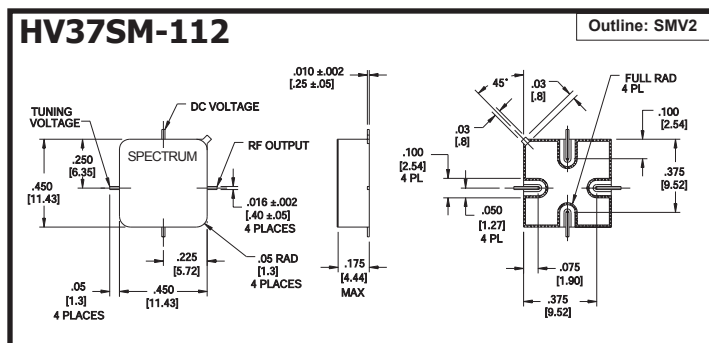 HV37SM-112
Outline: SMV2
.010 ±.002
[.25 ±.05]
45°
.03
[.8]
FULL RAD
4 PL
DC VOLTAGE
TUNING
VOLTAGE
.03
[.8]
.100
[2.54]
SPECTRUM
RF OUTPUT
.250
[6.35]
.100
[2.54]
4 PL
.375
[9.52]
.450
[11.43]
.016 ±.002
[.40 ±.05]
4 PLACES
.050
[1.27]
4 PL
.225
[5.72]
.05 RAD
[1.3]
4 PLACES
.175
[4.44]
MAX
.075
[1.90]
.05
[1.3]
4 PLACES
.450
[11.43]
.375
[9.52]